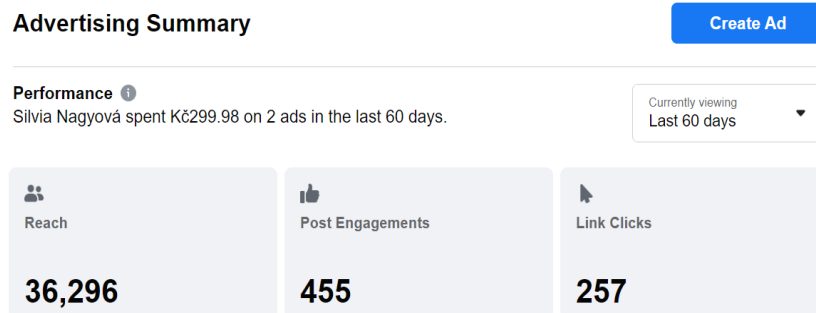 Advertising Summary
Create Ad
Performance
Silvia Nagyová spent Kč299.98 on 2 ads in the last 60 days.
Currently viewing
Last 60 days
Reach
Post Engagements
Link Clicks
36,296
455
257